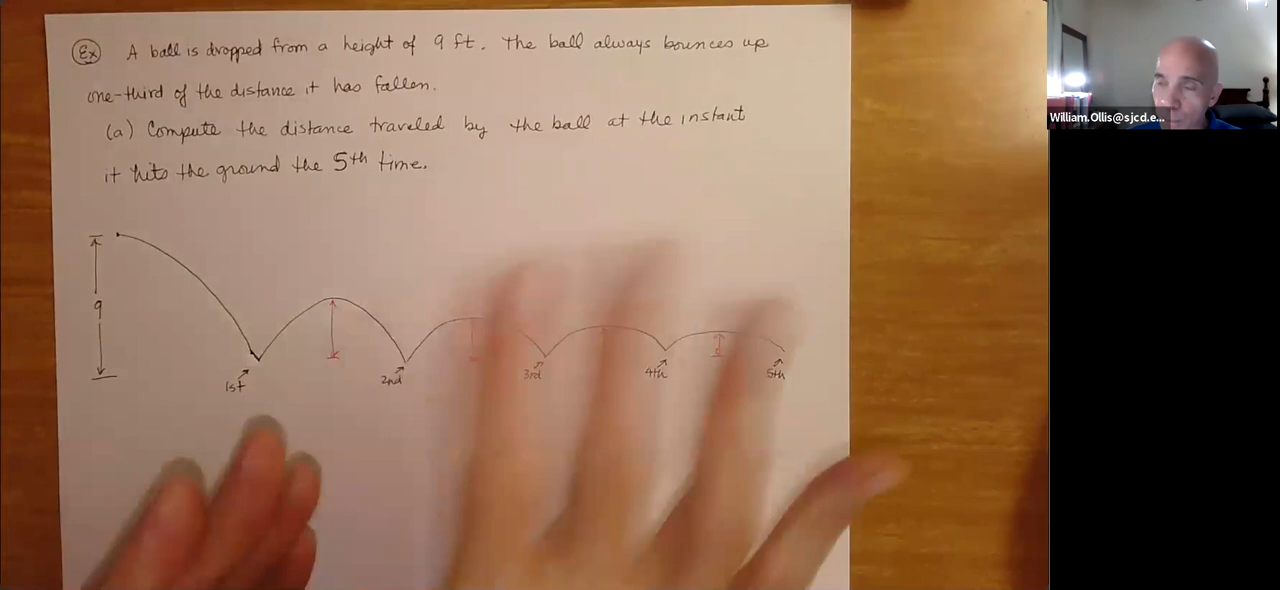 Ex A ball is dropped from a height of 9 ft. The ball always bounces up
one-third of the distance it has fallen.
(a) Compute the distance traveled by the ball at the instant
it hits the ground the 5th time.
9
1st
2nd
3rd
4th
5th
William.Ollis@sjcd.e...